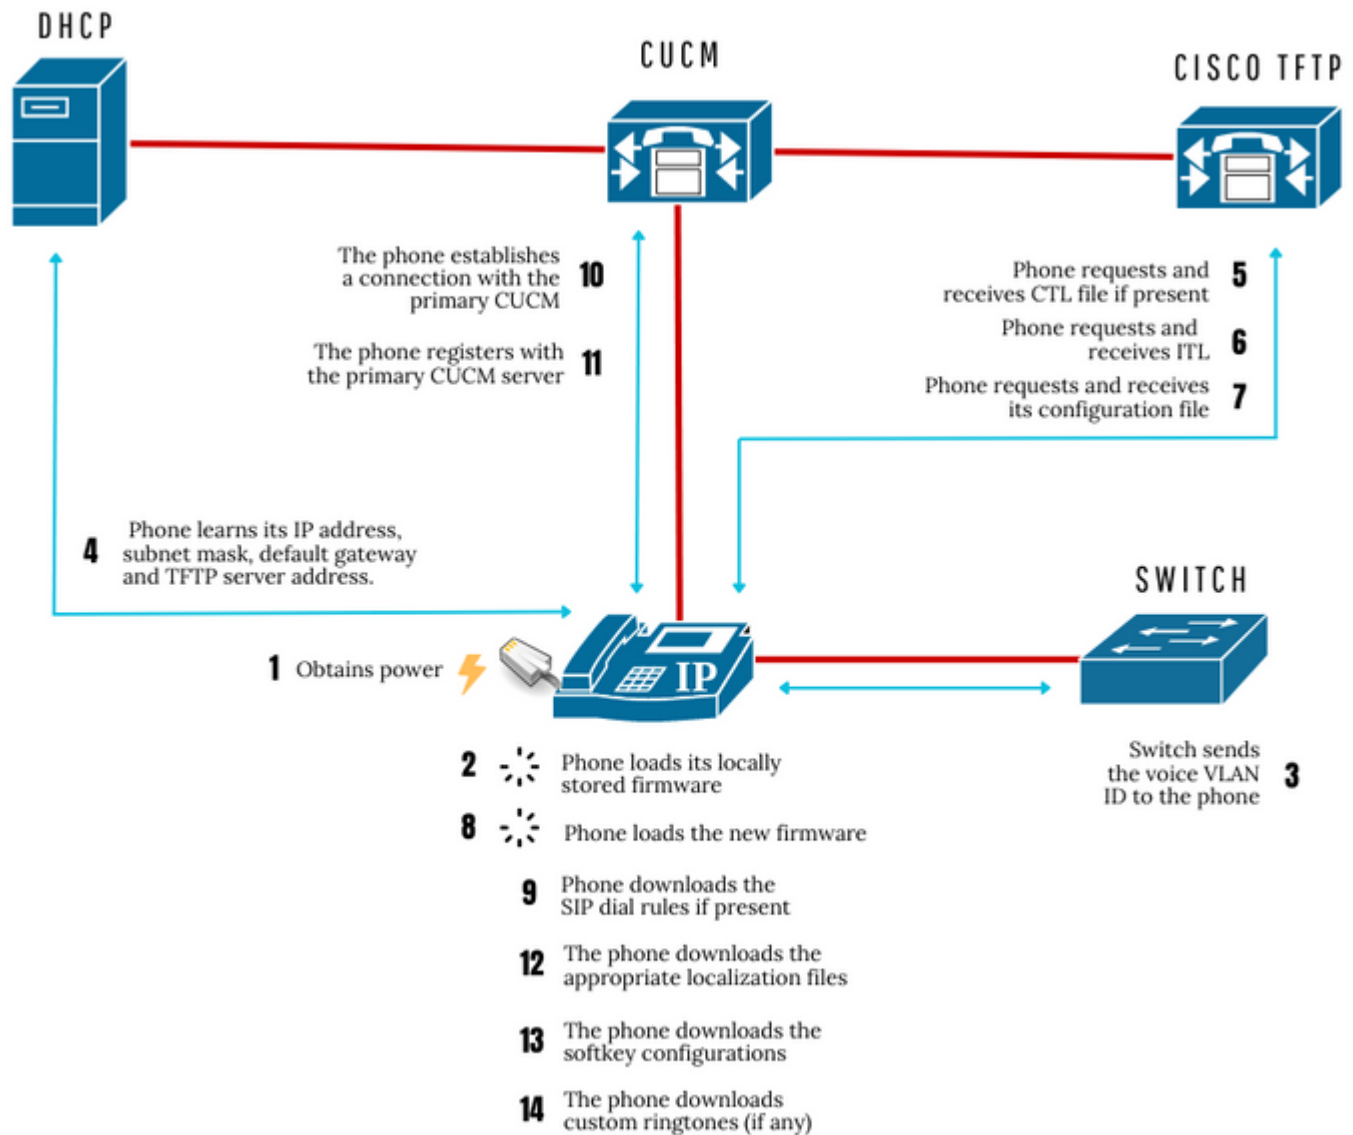 DHCP
CUCM
CISCO TFTP
The phone establishes
a connection with the
primary CUCM
10
The phone registers with
the primary CUCM server
11
Phone requests and
receives CTL file if present
5
Phone requests and
receives ITL
6
Phone requests and receives
its configuration file
7
4
Phone learns its IP address,
subnet mask, default gateway
and TFTP server address.
SWITCH
1 Obtains power
IP
Switch sends
the voice VLAN
ID to the phone
3
2
Phone loads its locally
stored firmware
8
Phone loads the new firmware
9
Phone downloads the
SIP dial rules if present
12
The phone downloads the
appropriate localization files
13
The phone downloads the
softkey configurations
14
The phone downloads
custom ringtones (if any)